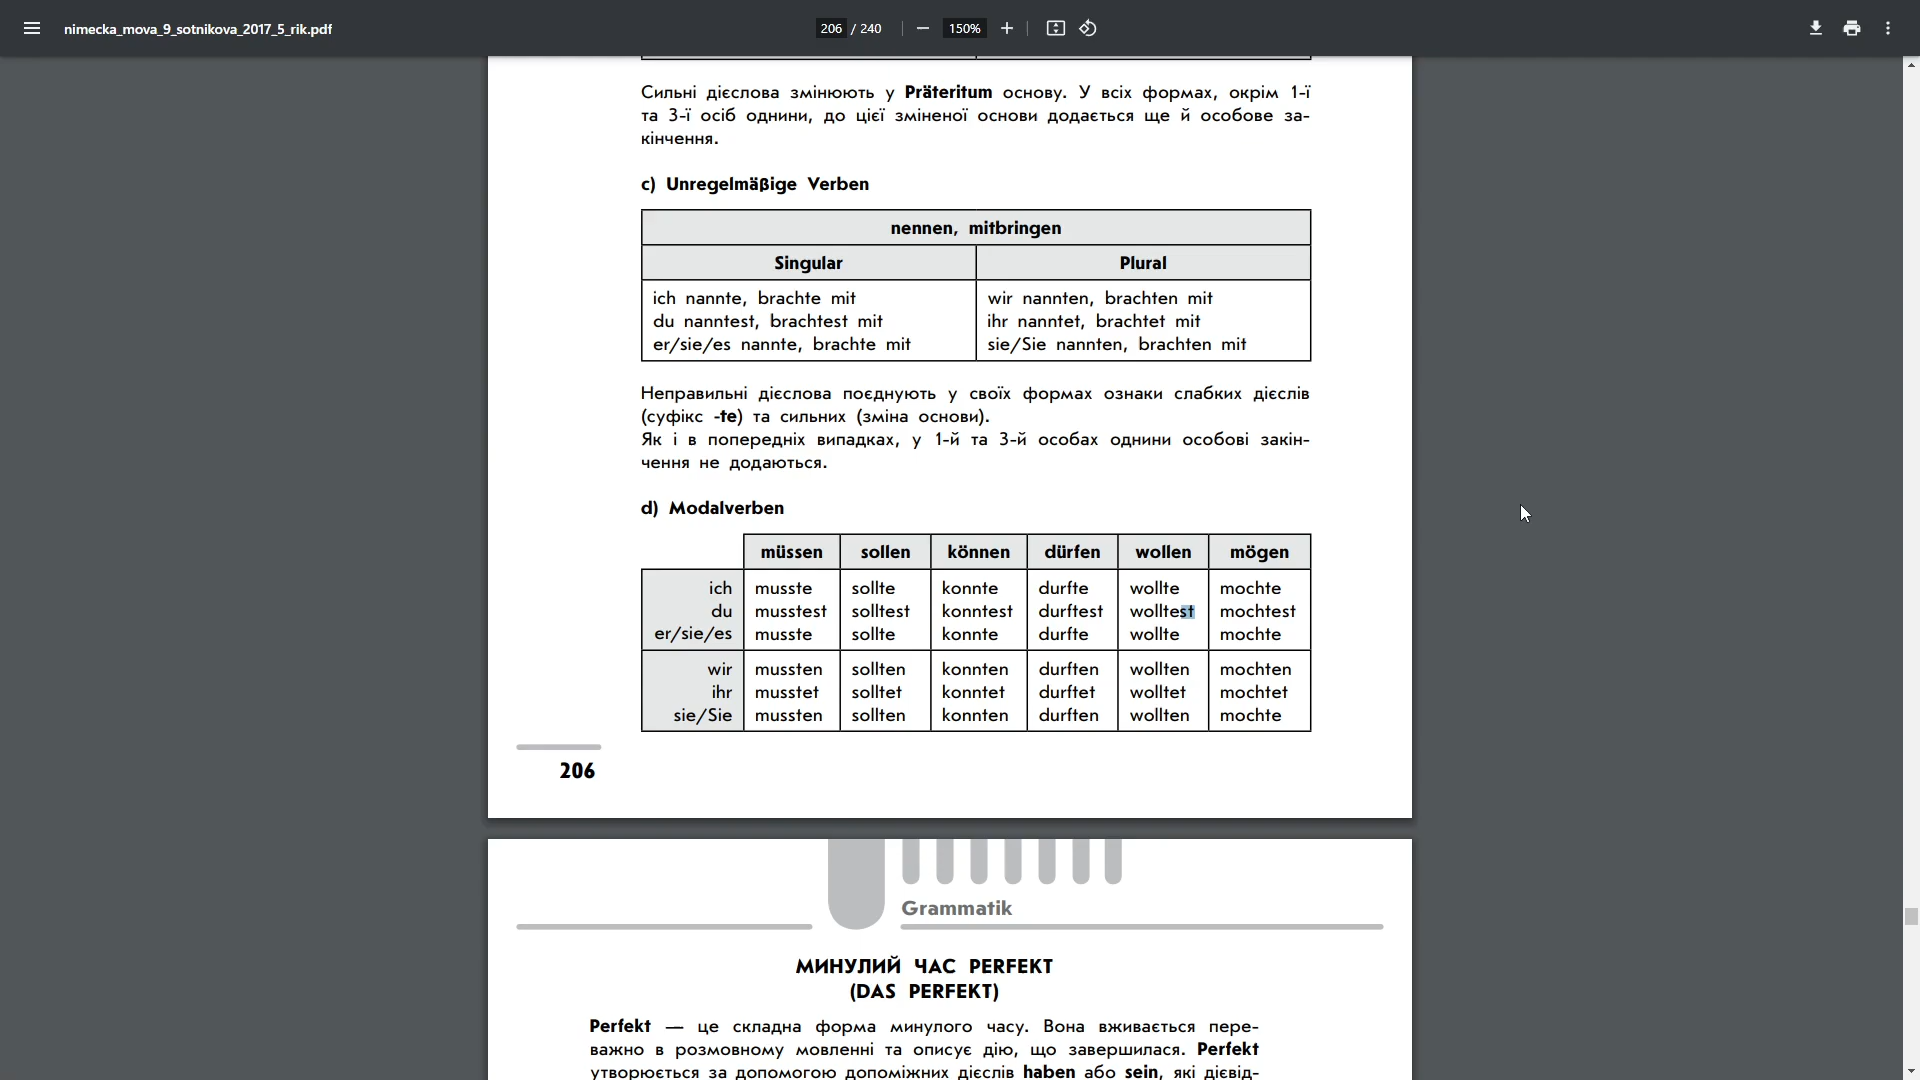 nimecka_mova_9_sotnikova_2017_5_rik.pdf
206 / 240
150%
Сильні дієслова змінюють у Präteritum основу. У всіх формах, окрім 1-ї
та 3-ї осіб однини, до цієї зміненої основи додається ще й особове за-
кінчення.
c) Unregelmäßige Verben
nennen, mitbringen
Singular Plural
ich nannte, brachte mit wir nannten, brachten mit
du nanntest, brachtest mit ihr nanntet, brachtet mit
er/sie/es nannte, brachte mit sie/Sie nannten, brachten mit
Неправильні дієслова поєднують у своїх формах ознаки слабких дієслів
(суфікс -te) та сильних (зміна основи).
Як і в попередніх випадках, у 1-й та 3-й особах однини особові закін-
чення не додаються.
d) Modalverben
müssen sollen können dürfen wollen mögen
ich musste sollte konnte durfte wollte mochte
du musstest solltest konntest durftest wolltest mochtest
er/sie/es musste sollte konnte durfte wollte mochte
wir mussten sollten konnten durften wollten mochten
ihr musstet solltet konntet durftet wolltet mochtet
sie/Sie mussten sollten konnten durften wollten mochte
206
Grammatik
МИНУЛИЙ ЧАС PERFEKT
(DAS PERFEKT)
Perfekt — це складна форма минулого часу. Вона вживається пере-
важно в розмовному мовленні та описує дію, що завершилася. Perfekt
утворюється за допомогою допоміжних дієслів haben або sein, які дієвід-